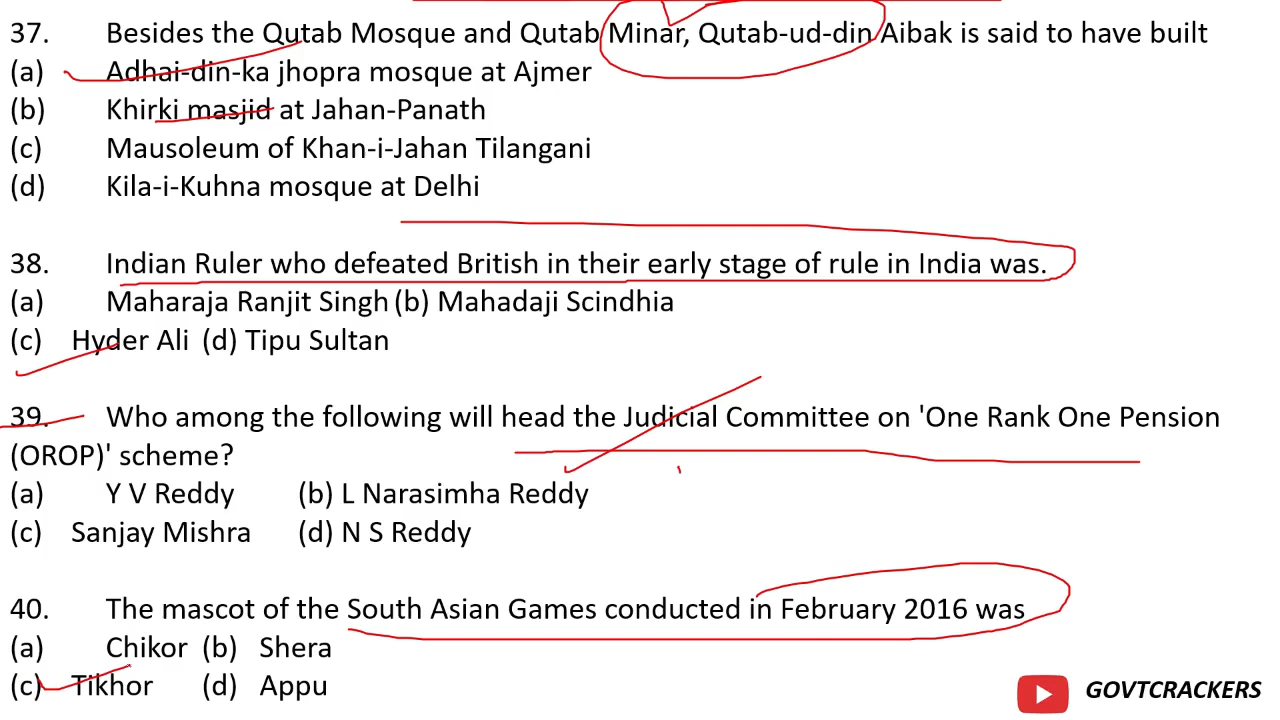 37. Besides the Qutab Mosque and Qutab Minar, Qutab-ud-din Aibak is said to have built
(a) Adhai-din-ka jhopra mosque at Ajmer
(b) Khirki masjid at Jahan-Panath
(c) Mausoleum of Khan-i-Jahan Tilangani
(d) Kila-i-Kuhna mosque at Delhi
38. Indian Ruler who defeated British in their early stage of rule in India was.
(a) Maharaja Ranjit Singh (b) Mahadaji Scindhia
(c) Hyder Ali (d) Tipu Sultan
39. Who among the following will head the Judicial Committee on 'One Rank One Pension
(OROP)' scheme?
(a) Y V Reddy (b) L Narasimha Reddy
(c) Sanjay Mishra (d) N S Reddy
40. The mascot of the South Asian Games conducted in February 2016 was
(a) Chikor (b) Shera
(c) Tikhor (d) Appu
GOVTCRACKERS